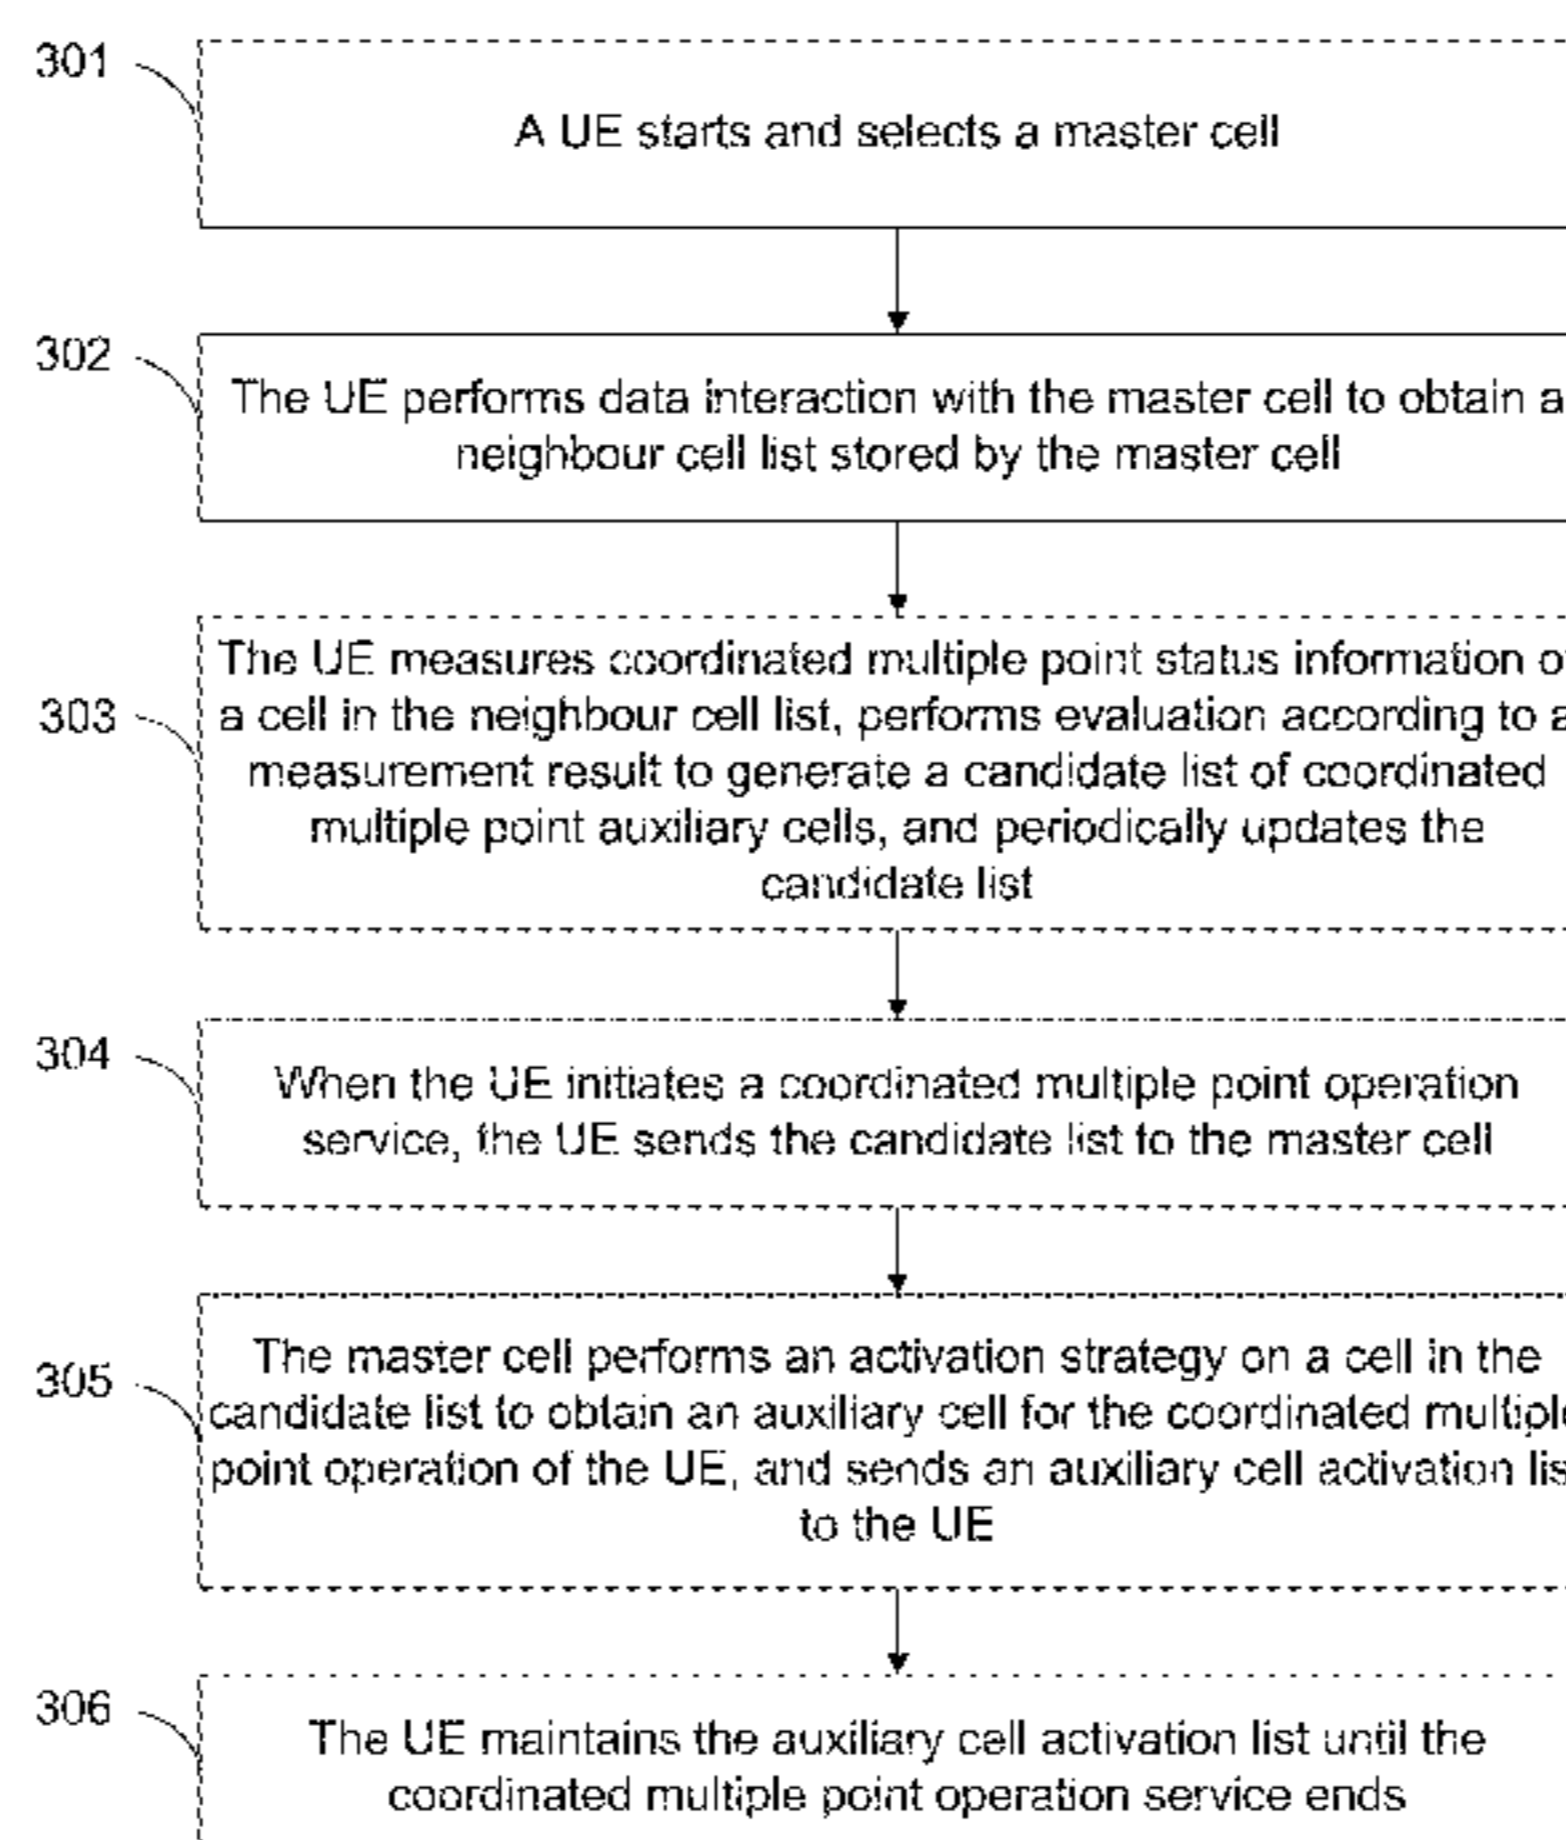 301
A UE starts and selects a master cell
302
The UE performs data interaction with the master cell to obtain a
neighbour cell list stored by the master cell
The UE measures coordinated multiple point status information of
303
a cell in the neighbour cell list, performs evaluation according to a
measurement result to generate a candidate list of coordinated
multiple point auxiliary cells, and periodically updates the
candidate list
304
When the UE initiates a coordinated multiple point operation
service, the UE sends the candidate list to the master cell
The master cell performs an activation strategy on a cell in the
305
candidate list to obtain an auxiliary cell for the coordinated multiple
point operation of the UE, and sends an auxiliary cell activation lis
to the UE
306
The UE maintains the auxiliary cell activation list until the
coordinated multiple point operation service ends